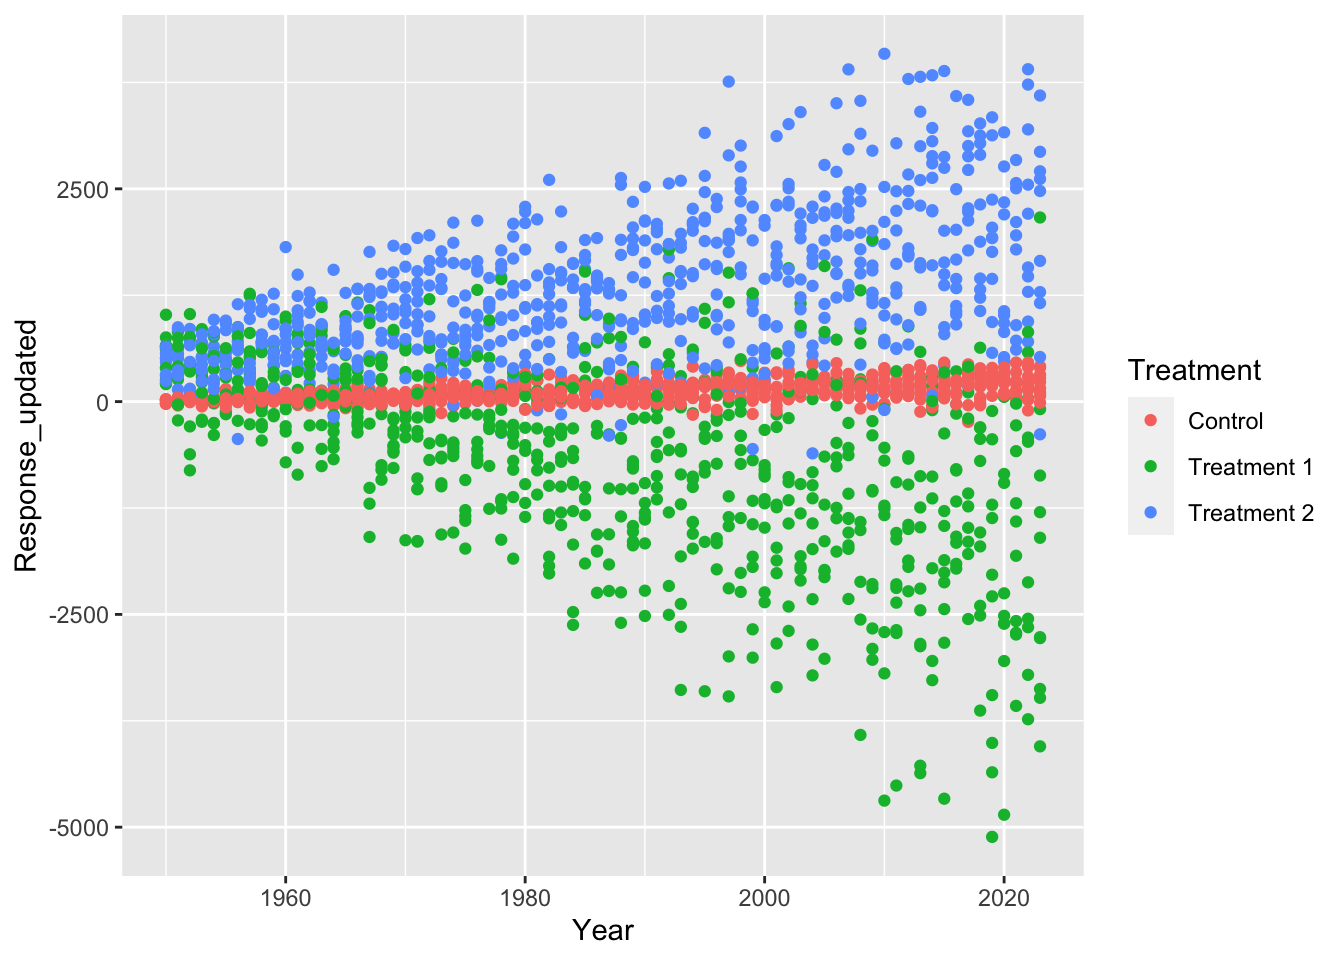 Response_updated
2500
0
-2500
-5000
1960
1980
2000
2020
Year
Treatment
Control
Treatment 1
Treatment 2